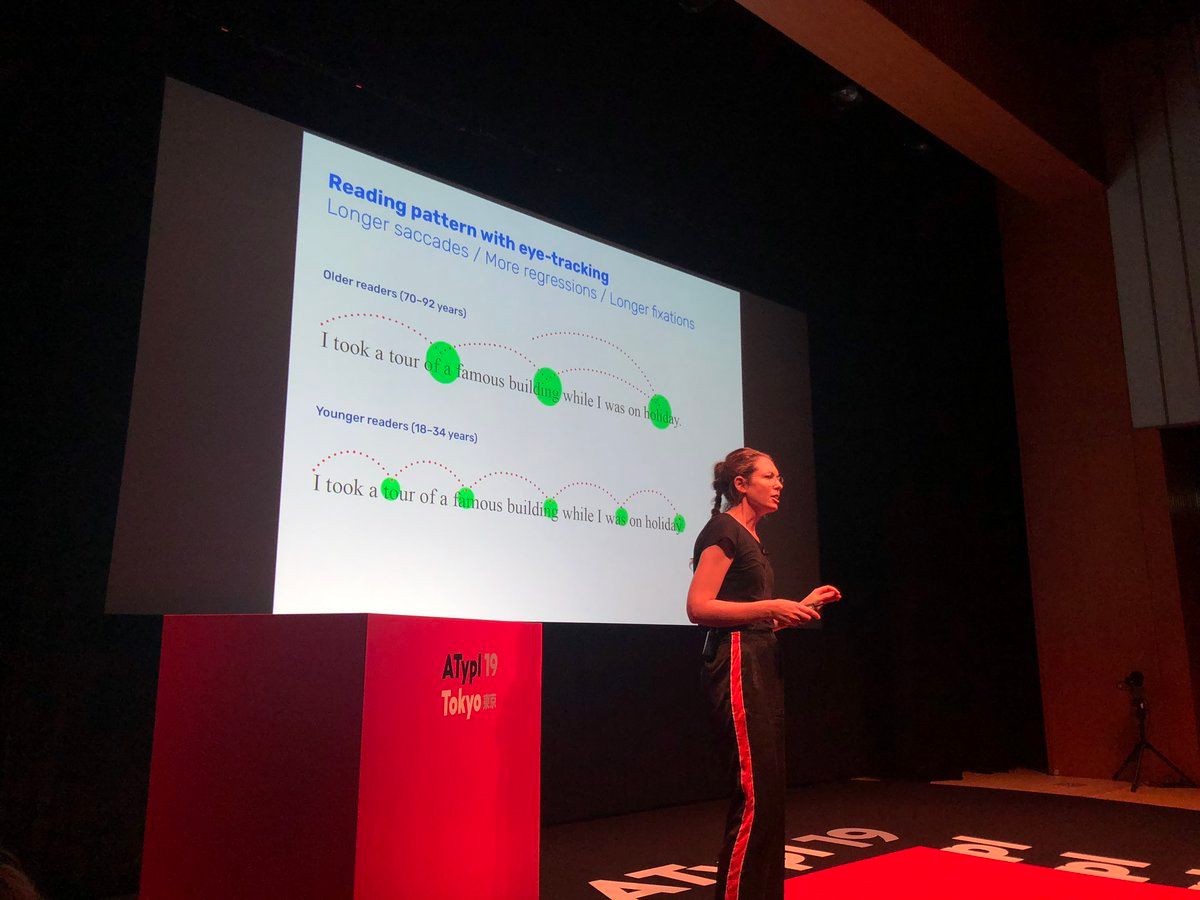 Reading pattern with eye-tracking
Longer saccades / More regressions / Longer fixations
Older readers (70–92 years)
I took a tour of a famous building while I was on holiday.
Younger readers (18–34 years)
I took a tour of a famous building while I was on holiday
ATypI 19
Tokyo 東京
ATypI 19